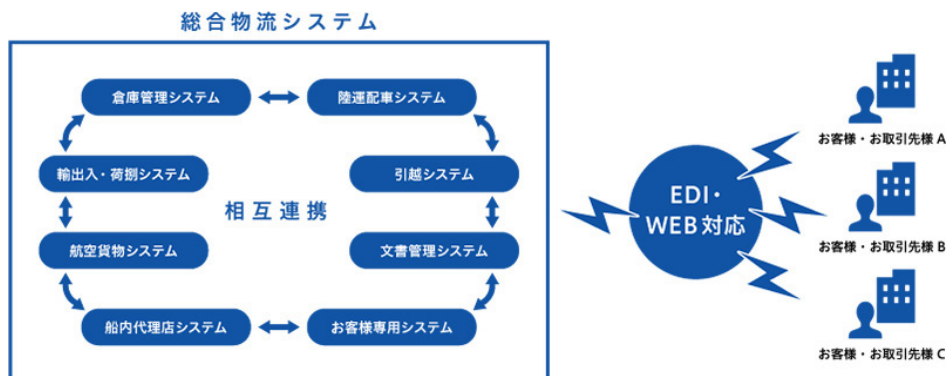 総合物流システム
倉庫管理システム
陸運配車システム
輸出入・荷捌システム
引越システム
相互連携
航空貨物システム
文書管理システム
船内代理店システム
お客様専用システム
EDI・
WEB対応
お客様・お取引先様 A
お客様・お取引先様 B
お客様・お取引先様 C